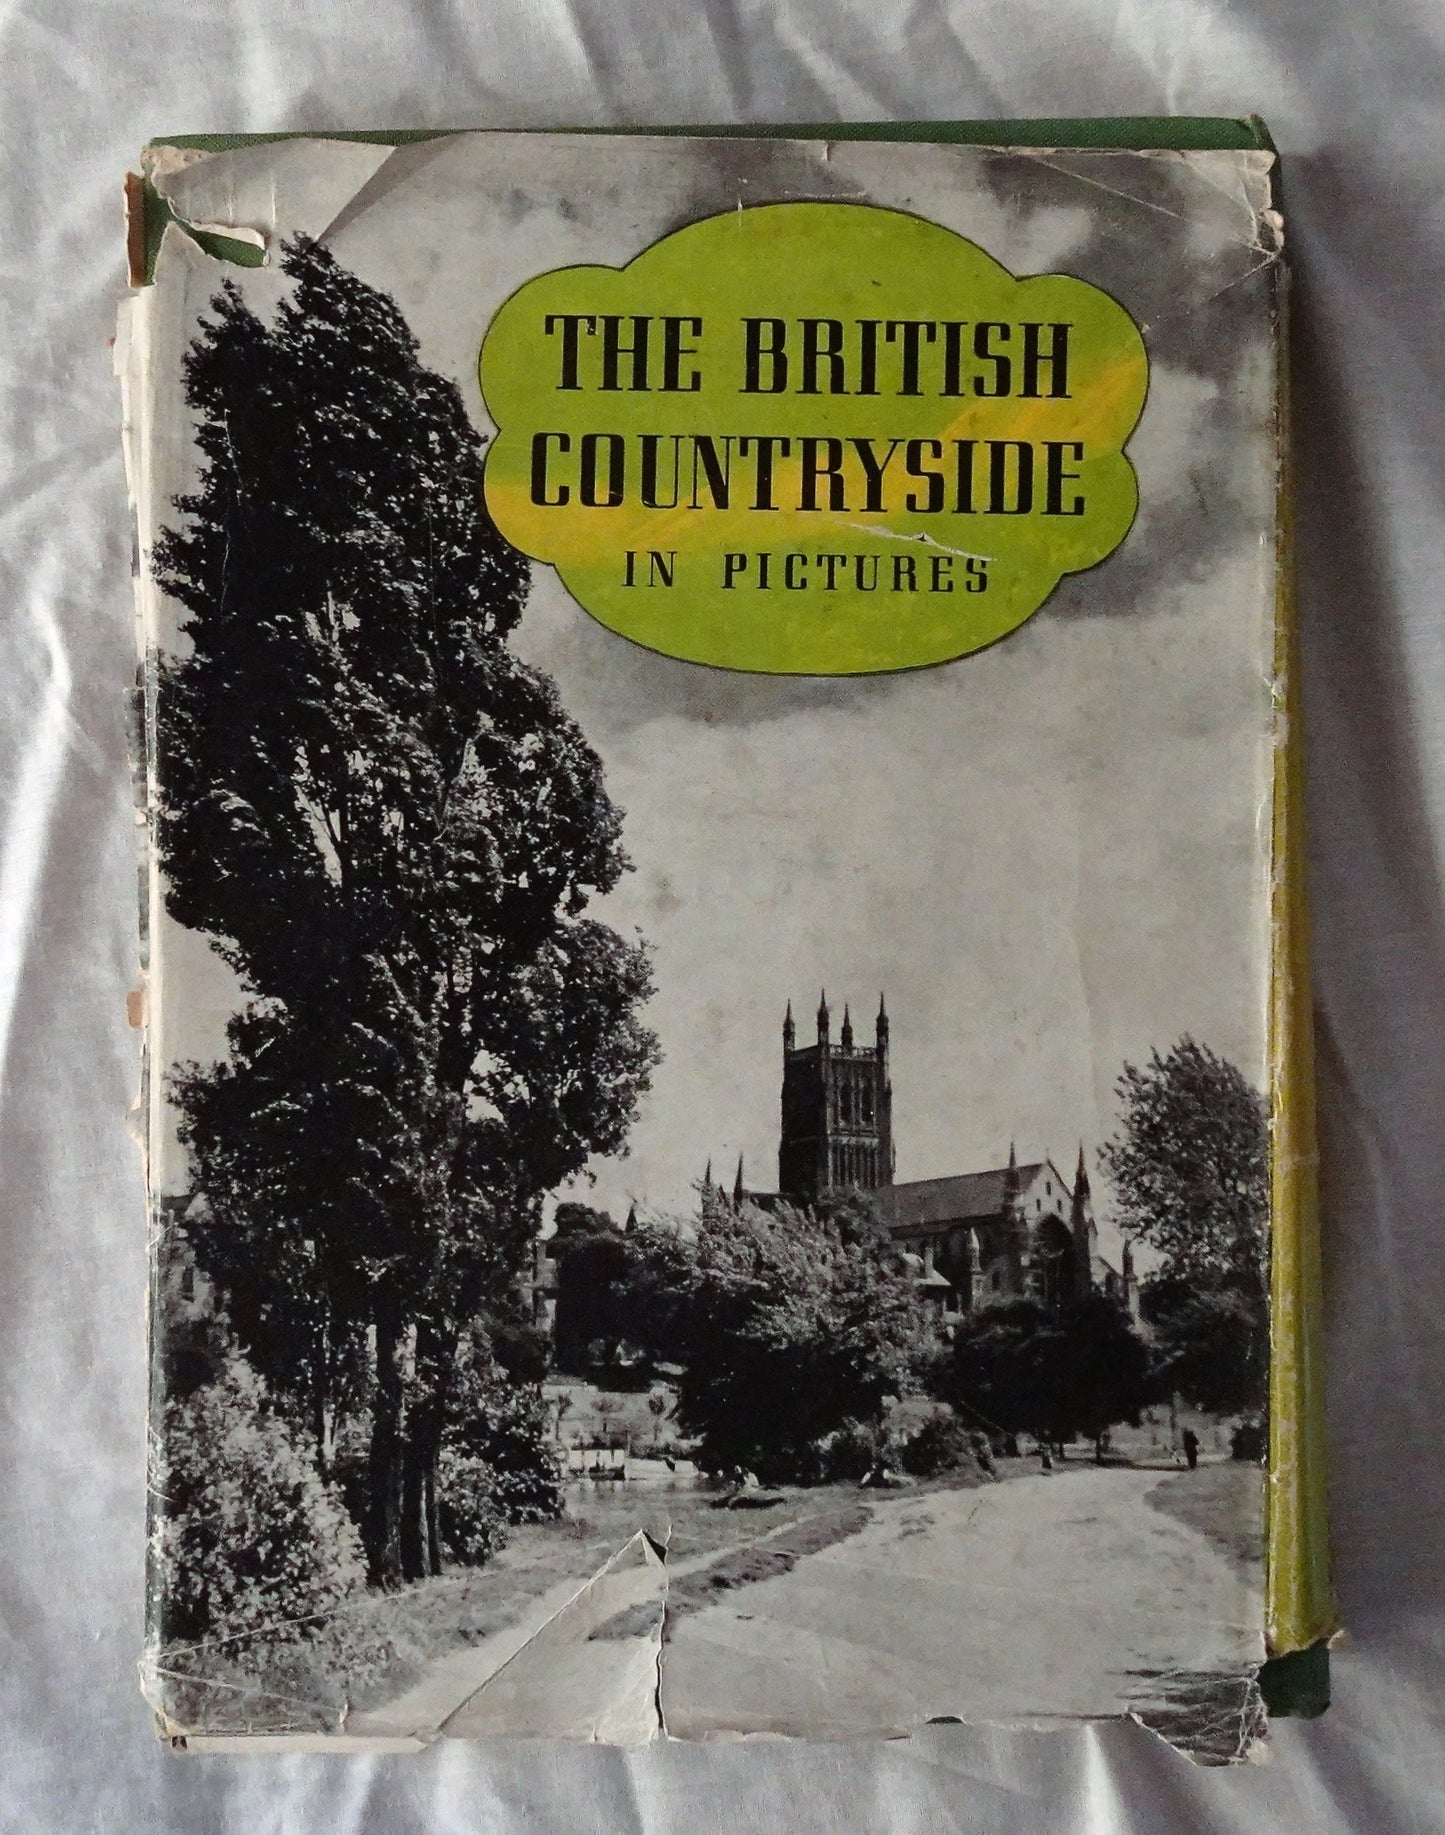 THE BRITISH
COUNTRYSIDE
IN PICTURES